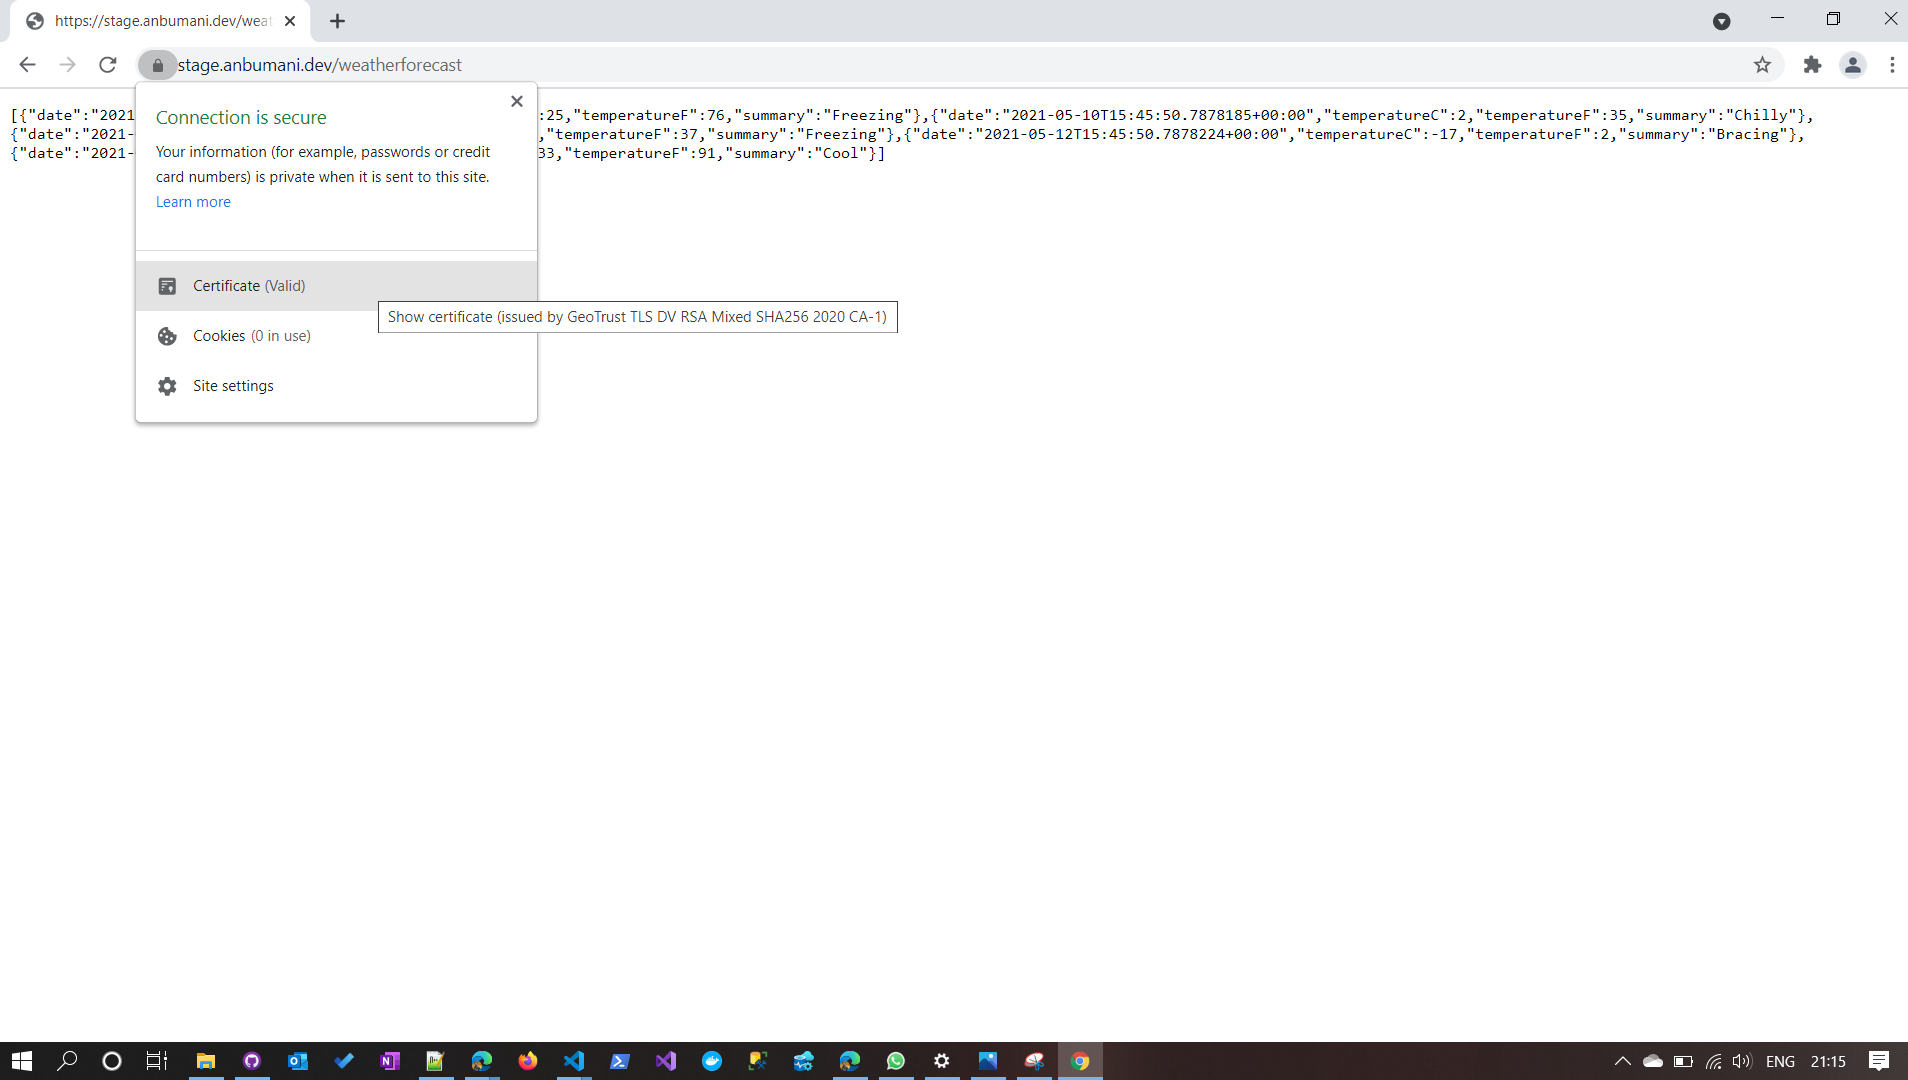 https://stage.anbumani.dev/weat
stage.anbumani.dev/weatherforecast
[{"date":"2021 :25,"temperatureF":76,"summary":"Freezing"},{"date":"2021-05-10T15:45:50.7878185+00:00","temperatureC":2,"temperatureF":35,"summary":"Chilly"},
{"date":"2021- ,"temperatureF":37,"summary":"Freezing"},{"date":"2021-05-12T15:45:50.7878224+00:00","temperatureC":-17,"temperatureF":2,"summary":"Bracing"},
{"date":"2021- 33,"temperatureF":91,"summary":"Cool"}]
Connection is secure
Your information (for example, passwords or credit
card numbers) is private when it is sent to this site.
Learn more
Certificate (Valid)
Show certificate (issued by GeoTrust TLS DV RSA Mixed SHA256 2020 CA-1)
Cookies (0 in use)
Site settings
ENG 21:15